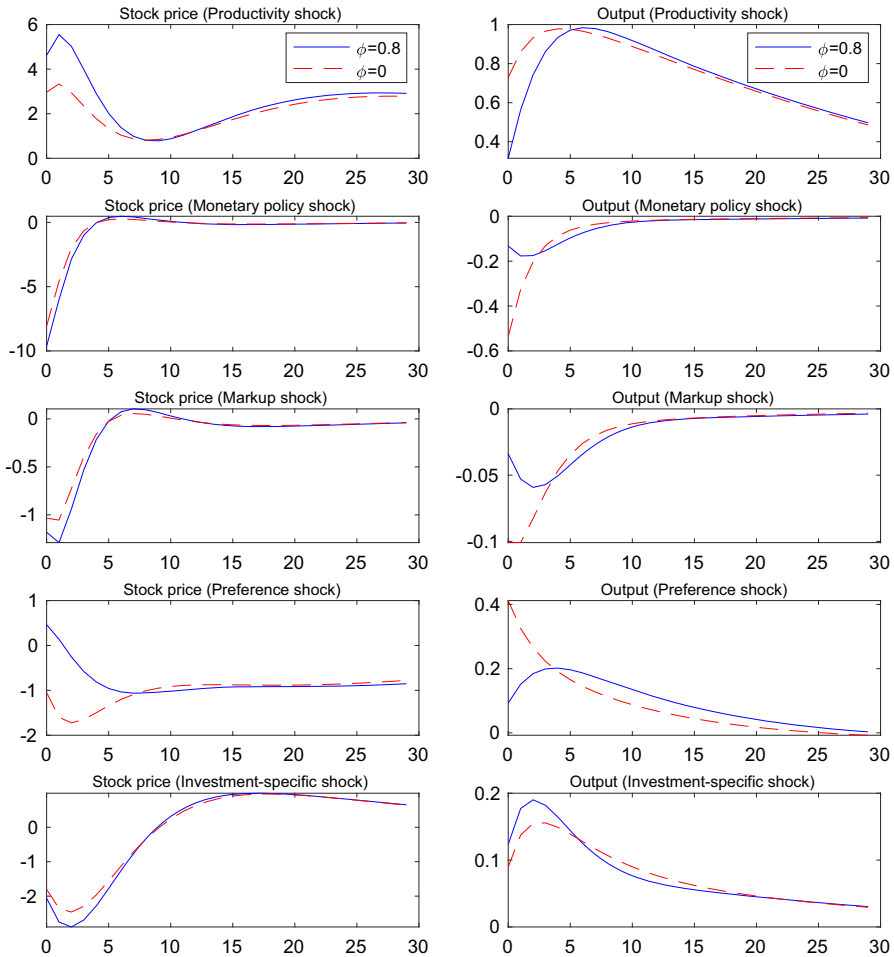 Stock price (Productivity shock)
6
4
2
0
ϕ=0.8
ϕ=0
0 5 10 15 20 25 30
Output (Productivity shock)
1
0.8
0.6
0.4
ϕ=0.8
ϕ=0
0 5 10 15 20 25 30
Stock price (Monetary policy shock)
0
-5
-10
0 5 10 15 20 25 30
Output (Monetary policy shock)
0
-0.2
-0.4
-0.6
0 5 10 15 20 25 30
Stock price (Markup shock)
0
-0.5
-1
0 5 10 15 20 25 30
Output (Markup shock)
0
-0.05
-0.1
0 5 10 15 20 25 30
Stock price (Preference shock)
1
0
-1
-2
0 5 10 15 20 25 30
Output (Preference shock)
0.4
0.2
0
0 5 10 15 20 25 30
Stock price (Investment-specific shock)
0
-1
-2
0 5 10 15 20 25 30
Output (Investment-specific shock)
0.2
0.1
0
0 5 10 15 20 25 30